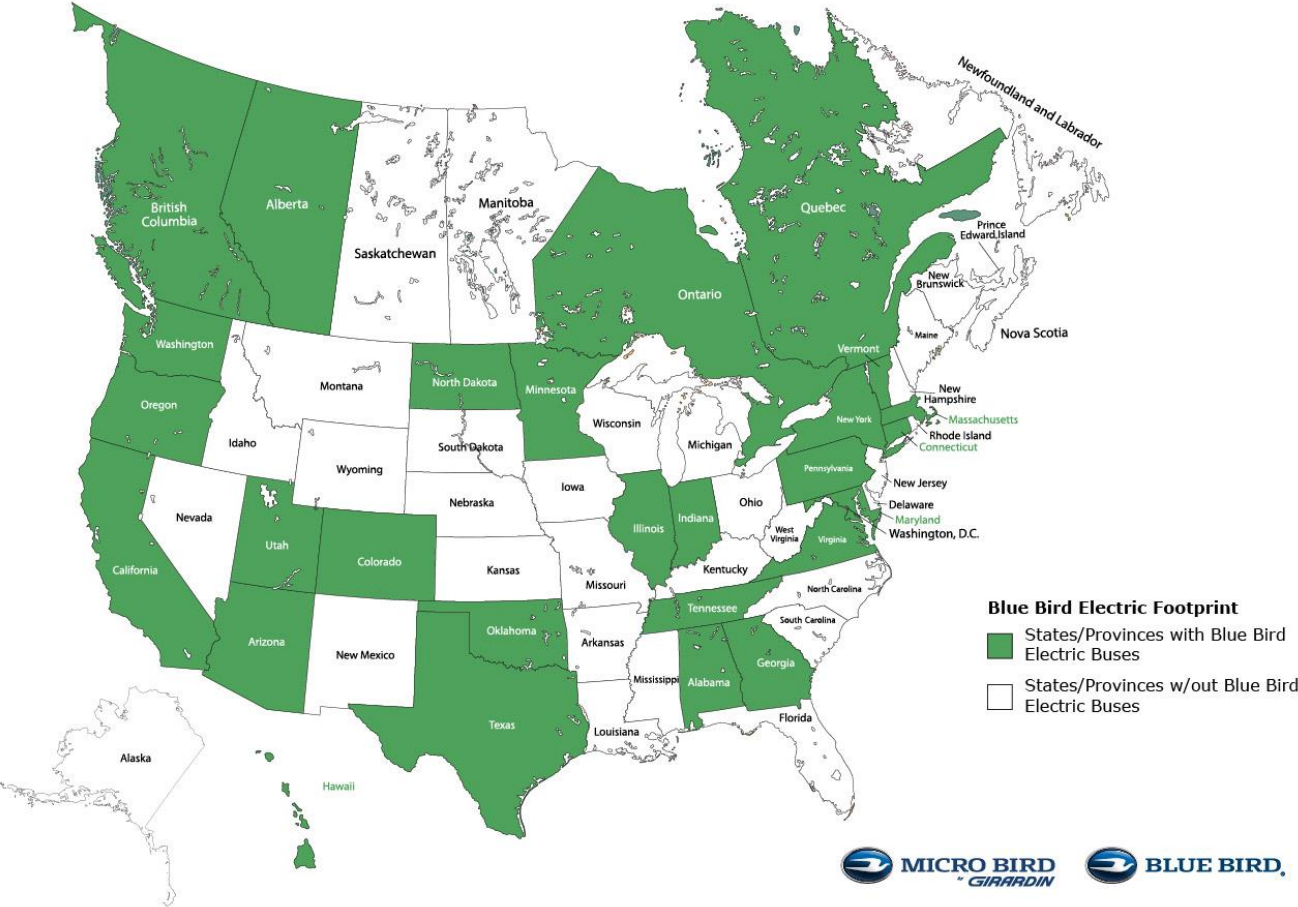 Newfoundland and Labrador
British
Columbia
Alberta
Saskatchewan
Manitoba
Ontario
Quebec
Prince
Edward Island
New
Brunswick
Nova Scotia
Maine
Vermont
New
Hampshire
Massachusetts
Rhode Island
Connecticut
New York
Washington
Oregon
Idaho
Montana
North Dakota
Minnesota
Wisconsin
Michigan
South Dakota
Wyoming
Pennsylvania
New Jersey
Delaware
Maryland
Washington, D.C.
California
Nevada
Utah
Colorado
Nebraska
Iowa
Illinois
Indiana
Ohio
West
Virginia
Virginia
Kansas
Missouri
Kentucky
North Carolina
Tennessee
South Carolina
Arizona
New Mexico
Oklahoma
Arkansas
Mississippi
Alabama
Georgia
Texas
Louisiana
Florida
Alaska
Hawaii
Blue Bird Electric Footprint
States/Provinces with Blue Bird
Electric Buses
States/Provinces w/out Blue Bird
Electric Buses
MICRO BIRD
by GIRARDIN
BLUE BIRD.